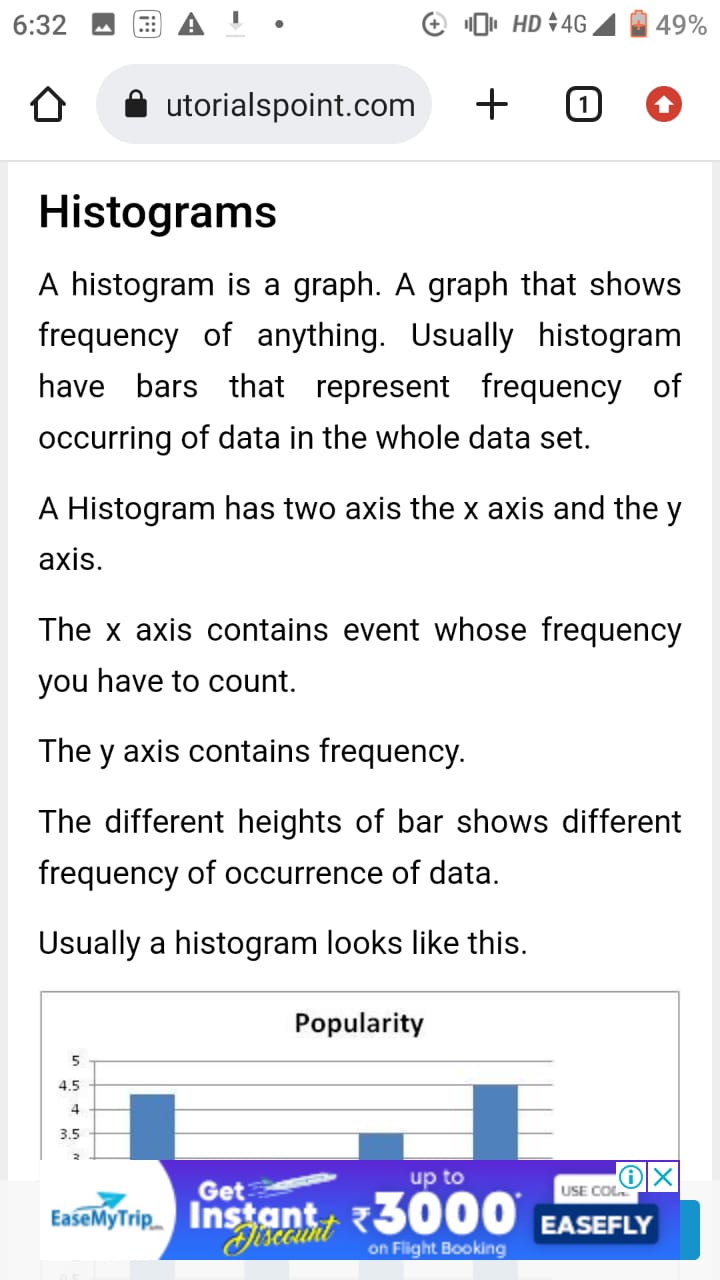 6:32
HD 4G 49%
utorialspoint.com
1
Histograms
A histogram is a graph. A graph that shows
frequency of anything. Usually histogram
have bars that represent frequency of
occurring of data in the whole data set.
A Histogram has two axis the x axis and the y
axis.
The x axis contains event whose frequency
you have to count.
The y axis contains frequency.
The different heights of bar shows different
frequency of occurrence of data.
Usually a histogram looks like this.
Popularity
5
4.5
4
3.5
EaseMyTrip
Get
Instant
Discount
up to
₹3000*
on Flight Booking
USE
EASEFLY